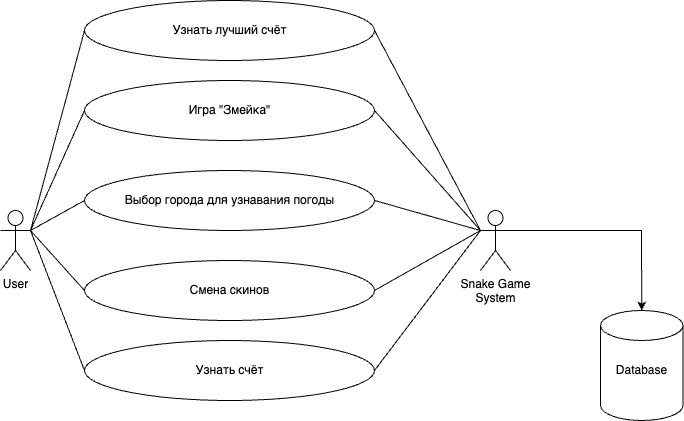 Узнать лучший счёт
Игра "Змейка"
Выбор города для узнавания погоды
User
Snake Game
System
Смена скинов
Узнать счёт
Database